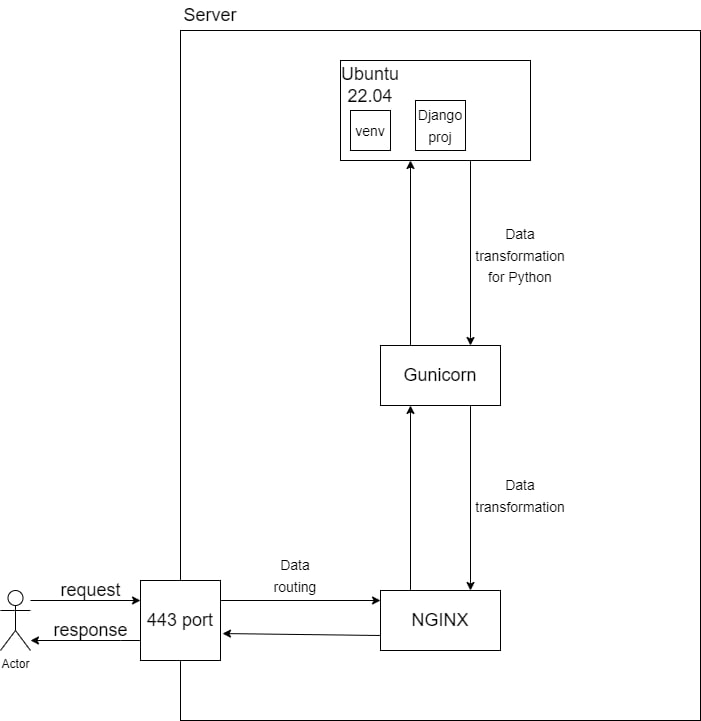 Server
Ubuntu
22.04
venv
Django
proj
Data
transformation
for Python
Gunicorn
Data
transformation
Data
routing
request
443 port
NGINX
response
Actor